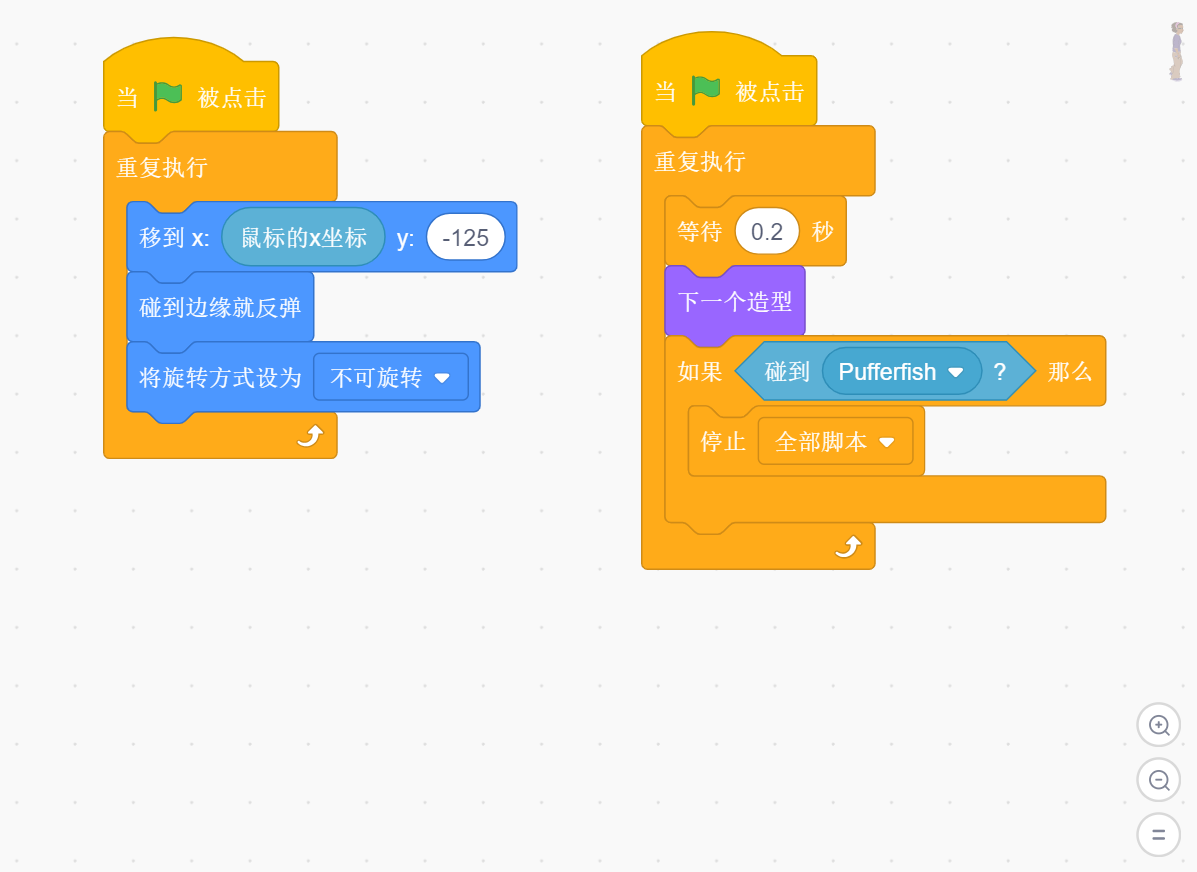 当 被点击
重复执行
移到 x: 鼠标的x坐标 y: -125
碰到边缘就反弹
将旋转方式设为 不可旋转
当 被点击
重复执行
等待 0.2 秒
下一个造型
如果 碰到 Pufferfish ? 那么
停止 全部脚本